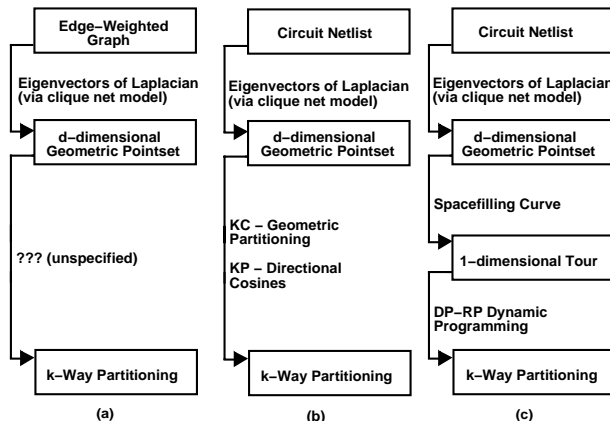 Edge−Weighted
Graph
Eigenvectors of Laplacian
(via clique net model)
d−dimensional
Geometric Pointset
??? (unspecified)
k−Way Partitioning
(a)
Circuit Netlist
Eigenvectors of Laplacian
(via clique net model)
d−dimensional
Geometric Pointset
KC − Geometric
Partitioning
KP − Directional
Cosines
k−Way Partitioning
(b)
Circuit Netlist
Eigenvectors of Laplacian
(via clique net model)
d−dimensional
Geometric Pointset
Spacefilling Curve
1−dimensional Tour
DP−RP Dynamic
Programming
k−Way Partitioning
(c)